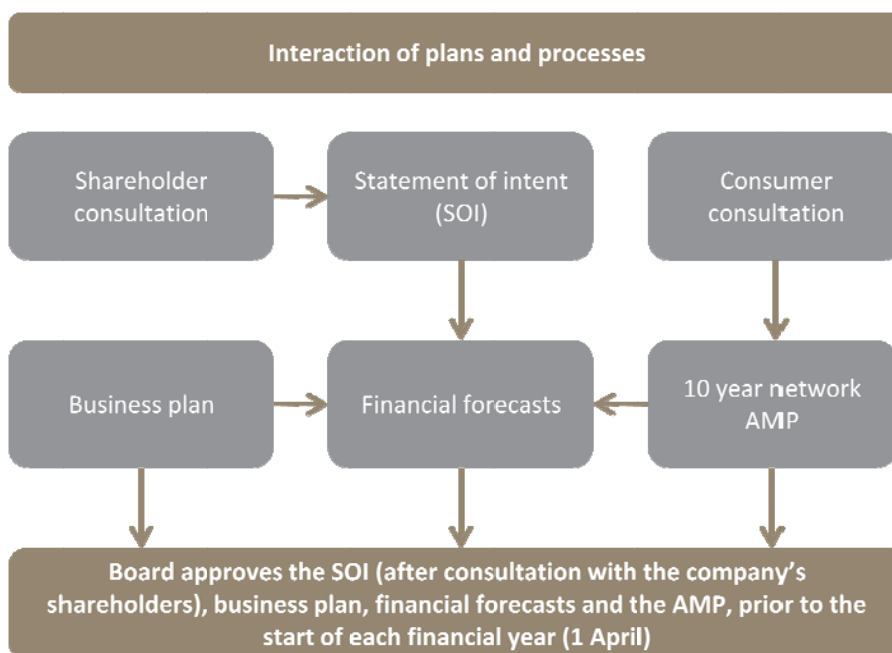 Interaction of plans and processes
Shareholder
consultation
Statement of intent
(SOI)
Consumer
consultation
Business plan
Financial forecasts
10 year network
AMP
Board approves the SOI (after consultation with the company's
shareholders), business plan, financial forecasts and the AMP, prior to the
start of each financial year (1 April)